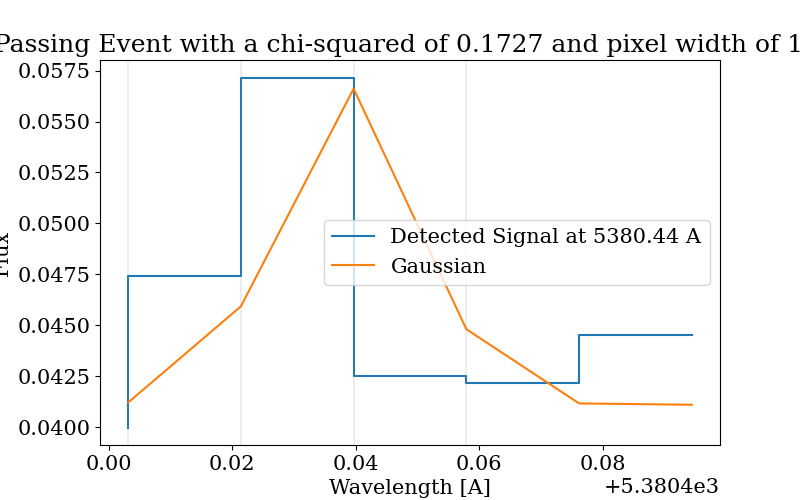 Passing Event with a chi-squared of 0.1727 and pixel width of 1
0.0575
0.0550
0.0525
0.0500
0.0475
0.0450
0.0425
0.0400
Flux
Detected Signal at 5380.44 A
Gaussian
0.00 0.02 0.04 0.06 0.08
+5.3804e3
Wavelength [A]